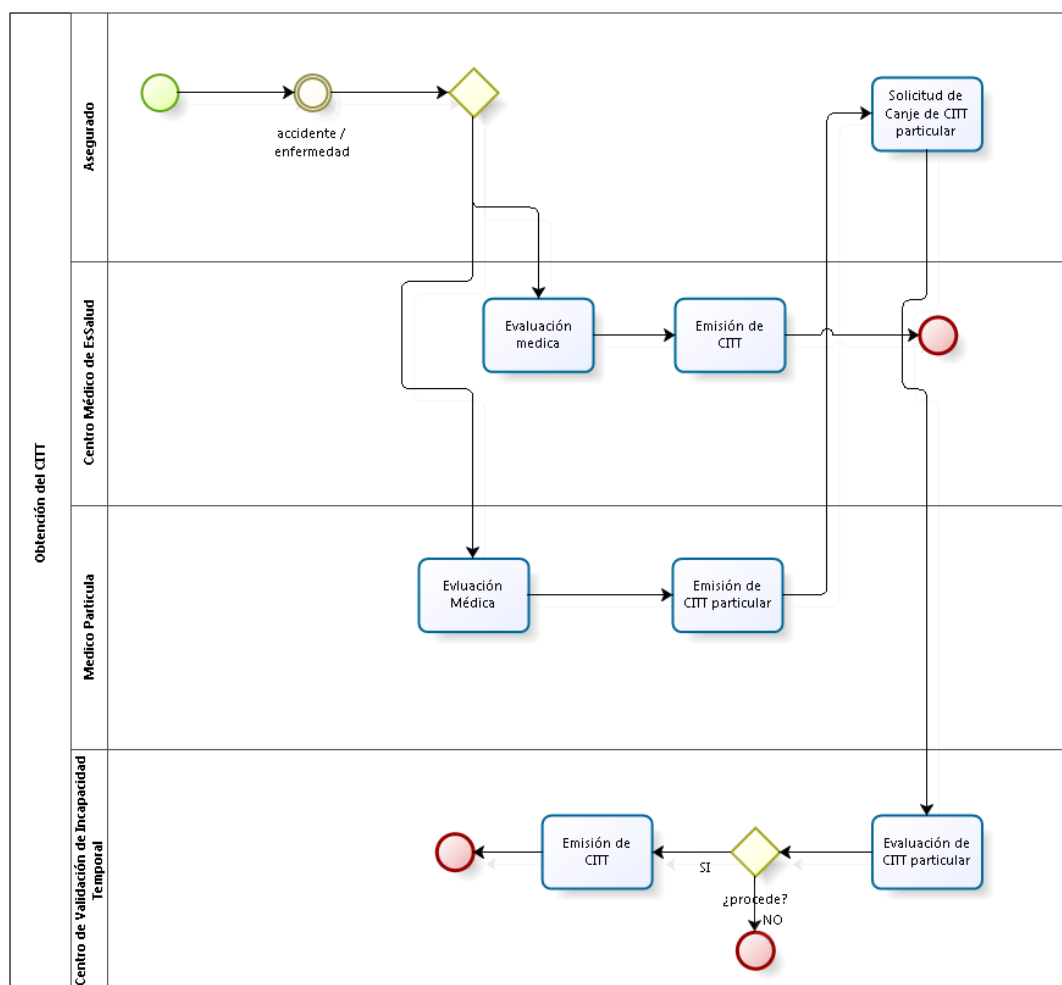 Obtención del CITT
Asegurado
accidente /
enfermedad
Solicitud de
Canje de CITT
particular
Centro Médico de EsSalud
Evaluación
medica
Emisión de
CITT
Medico Particula
Evluación
Médica
Emisión de
CITT particular
Centro de Validación de Incapacidad
Temporal
Emisión de
CITT
SI
¿procede?
NO
Evaluación de
CITT particular